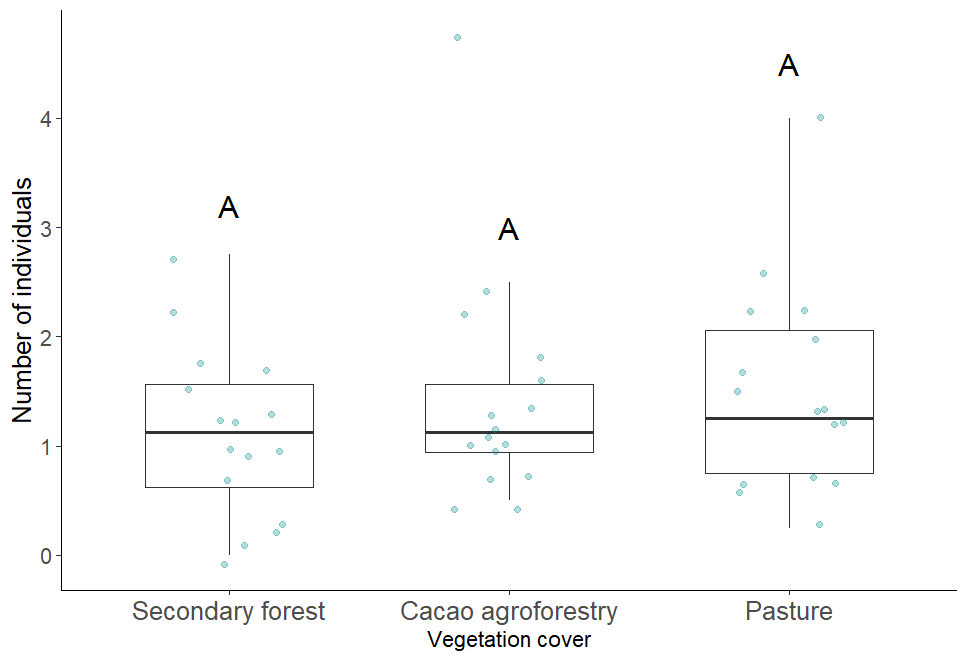 A
A
A
4
3
2
1
0
Number of individuals
Secondary forest Cacao agroforestry Pasture
Vegetation cover